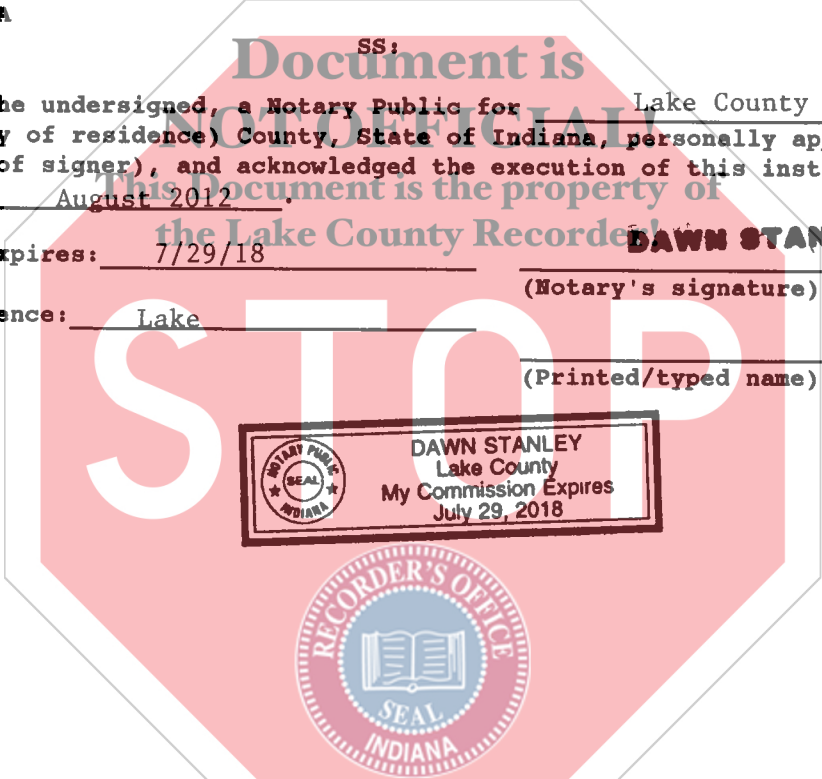 SS:
Document is
he undersigned, a Notary Public for Lake County
NOT OFFICIAL!
y of residence) County, State of Indiana, personally ap
of signer), and acknowledged the execution of this inst
This Document is the property of
August 2012.
the Lake County Recorder!
DAWN STAN
xpires: 7/29/18
(Notary's signature)
ence: Lake
STOP
(Printed/typed name)
DAWN STANLEY
Lake County
My Commission Expires
July 29, 2018
NOTARY PUBLIC
SEAL
INDIANA
RECORDER'S OFFICE
SEAL
INDIANA